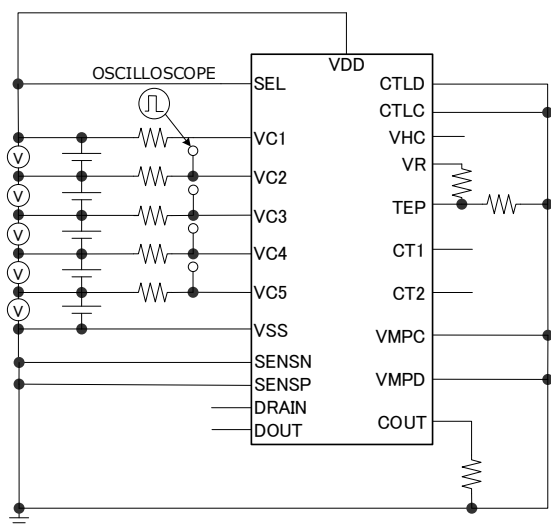 VDD
OSCILLOSCOPE
SEL
VC1
VC2
VC3
VC4
VC5
VSS
SENSN
SENSP
DRAIN
DOUT
CTLD
CTLC
VHC
VR
TEP
CT1
CT2
VMPC
VMPD
COUT
V
V
V
V
V